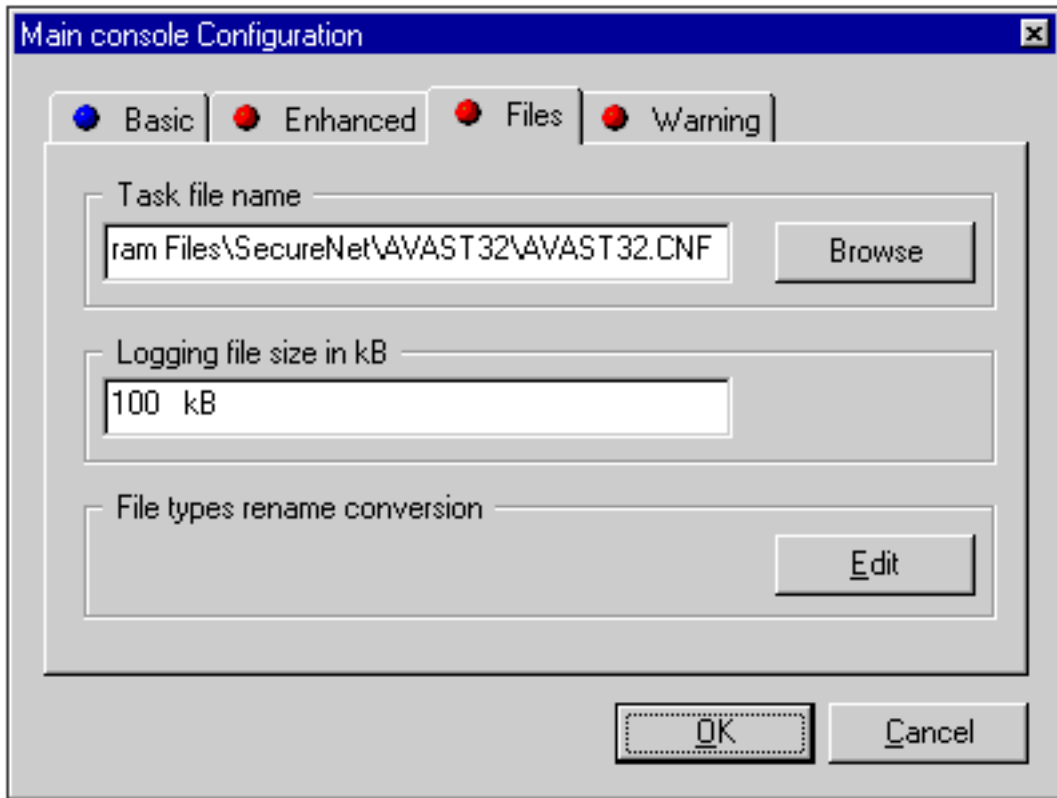 Main console Configuration
Basic Enhanced Files Warning
Task file name
ram Files\SecureNet\AVAST32\AVAST32.CNF Browse
Logging file size in kB
100 kB
File types rename conversion
Edit
OK Cancel